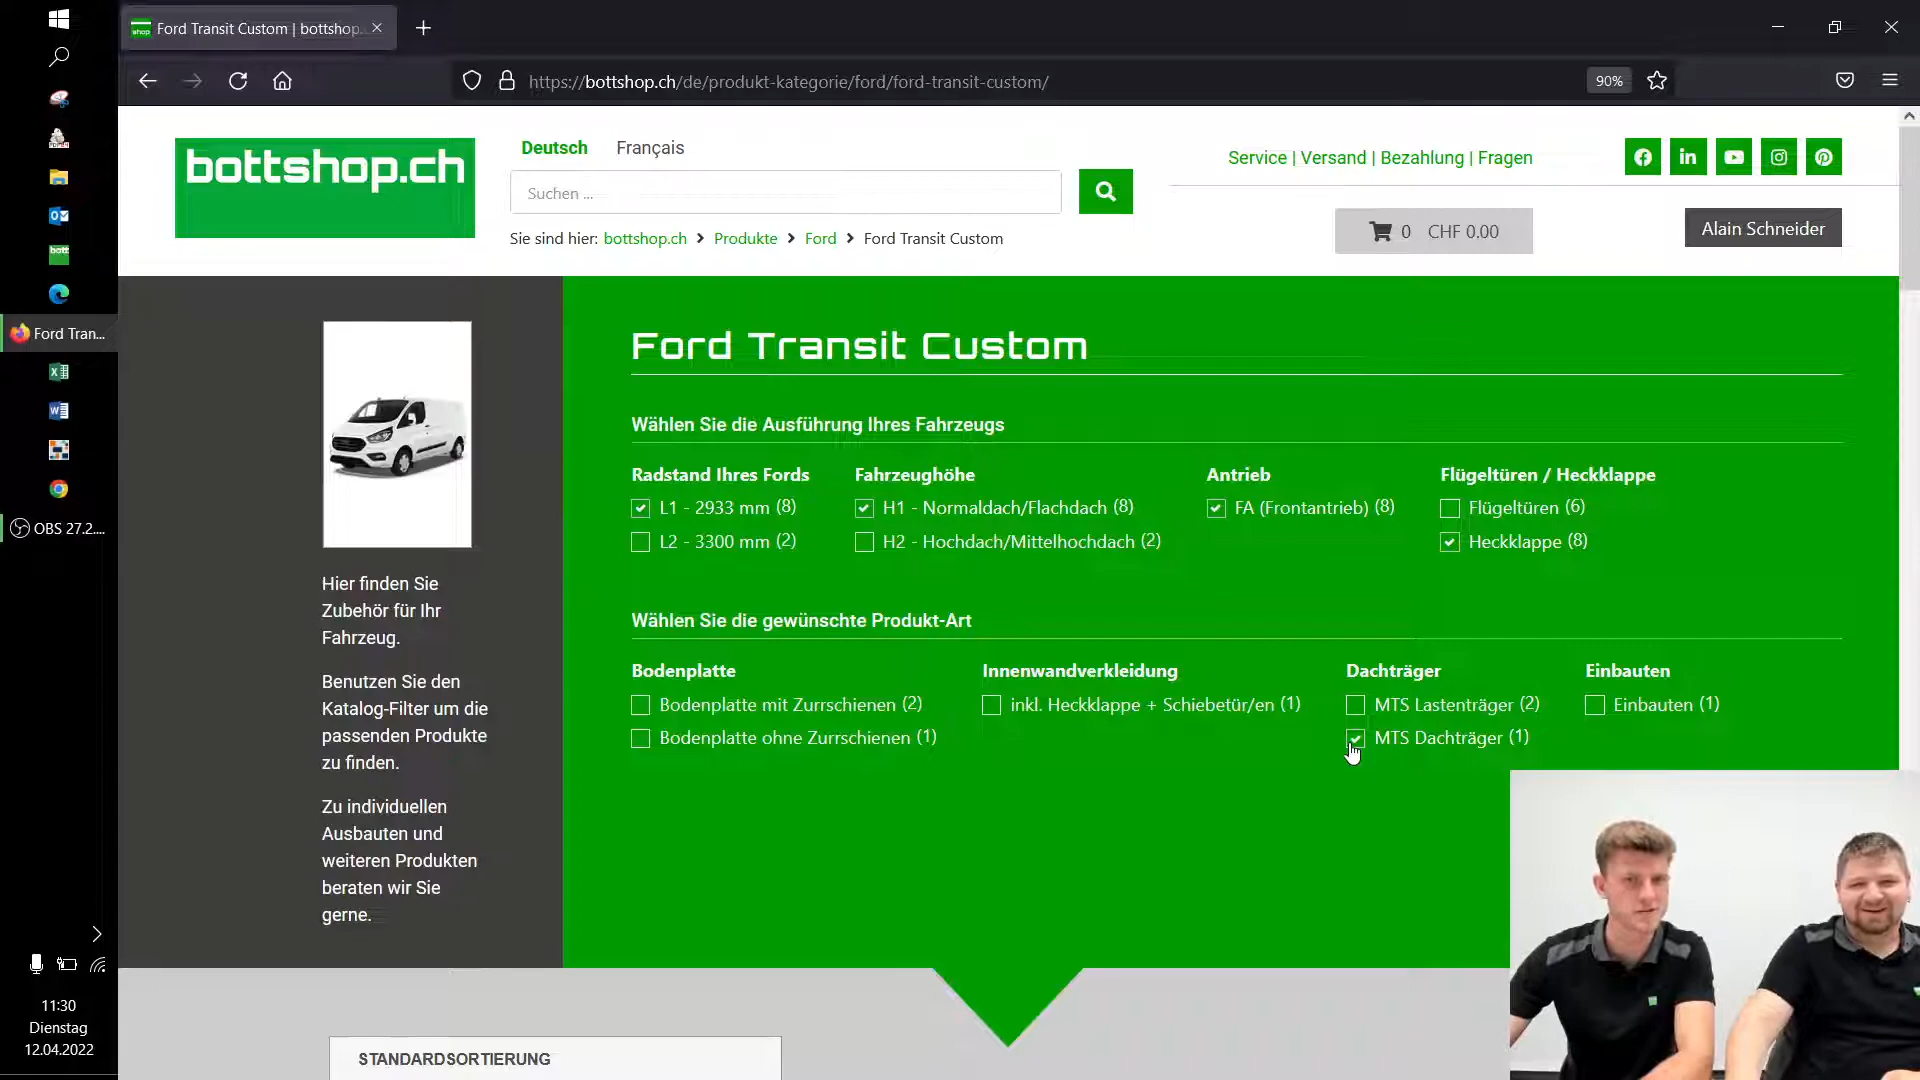 Ford Transit Custom | bottshop.
https://bottshop.ch/de/produkt-kategorie/ford/ford-transit-custom/
90%
bottshop.ch
Deutsch
Français
Suchen ...
Service | Versand | Bezahlung | Fragen
Sie sind hier: bottshop.ch > Produkte > Ford > Ford Transit Custom
0 CHF 0.00
Alain Schneider
bott
Ford Tran...
OBS 27.2....
Ford Transit Custom
Wählen Sie die Ausführung Ihres Fahrzeugs
Radstand Ihres Fords
L1 - 2933 mm (8)
L2 - 3300 mm (2)
Fahrzeughöhe
H1 - Normaldach/Flachdach (8)
H2 - Hochdach/Mittelhochdach (2)
Antrieb
FA (Frontantrieb) (8)
Flügeltüren / Heckklappe
Flügeltüren (6)
Heckklappe (8)
Hier finden Sie
Zubehör für Ihr
Fahrzeug.
Benutzen Sie den
Katalog-Filter um die
passenden Produkte
zu finden.
Zu individuellen
Ausbauten und
weiteren Produkten
beraten wir Sie
gerne.
Wählen Sie die gewünschte Produkt-Art
Bodenplatte
Bodenplatte mit Zurrschienen (2)
Bodenplatte ohne Zurrschienen (1)
Innenwandverkleidung
inkl. Heckklappe + Schiebetür/en (1)
Dachträger
MTS Lastenträger (2)
MTS Dachträger (1)
Einbauten
Einbauten (1)
11:30
Dienstag
12.04.2022
STANDARDSORTIERUNG